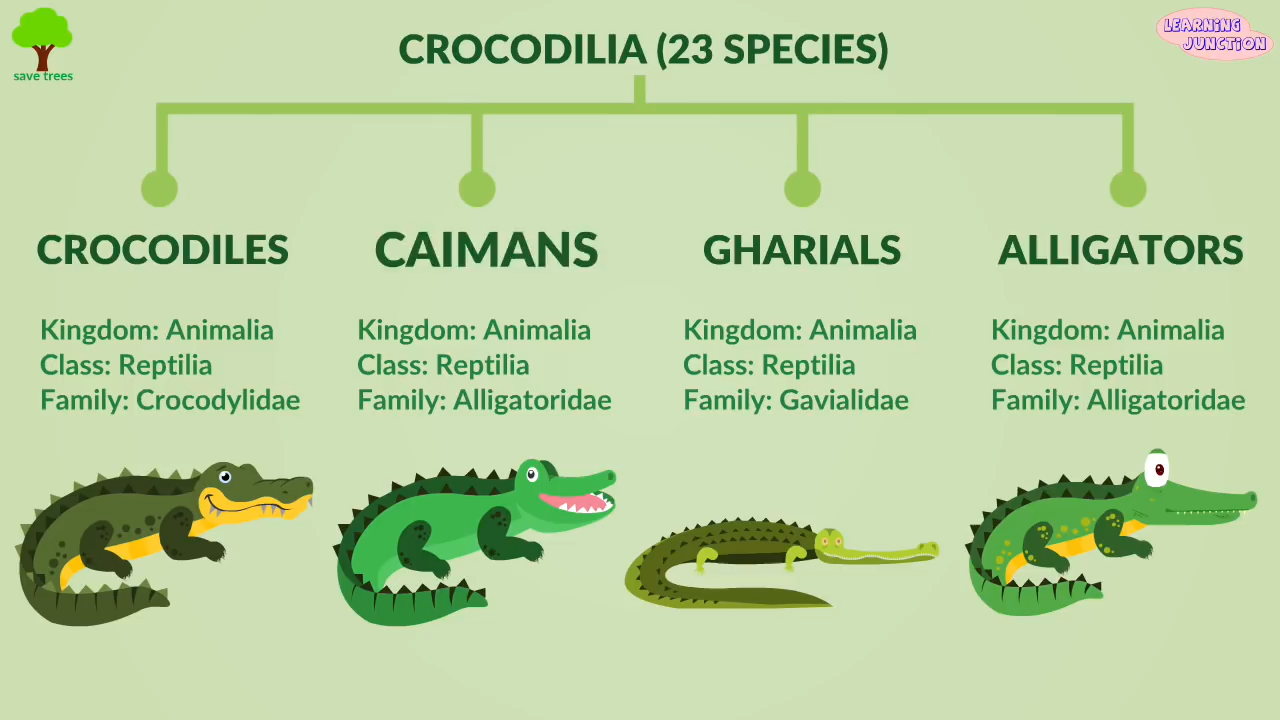 save trees
LEARNING
JUNCTION
CROCODILIA (23 SPECIES)
CROCODILES
Kingdom: Animalia
Class: Reptilia
Family: Crocodylidae
CAIMANS
Kingdom: Animalia
Class: Reptilia
Family: Alligatoridae
GHARIALS
Kingdom: Animalia
Class: Reptilia
Family: Gavialidae
ALLIGATORS
Kingdom: Animalia
Class: Reptilia
Family: Alligatoridae